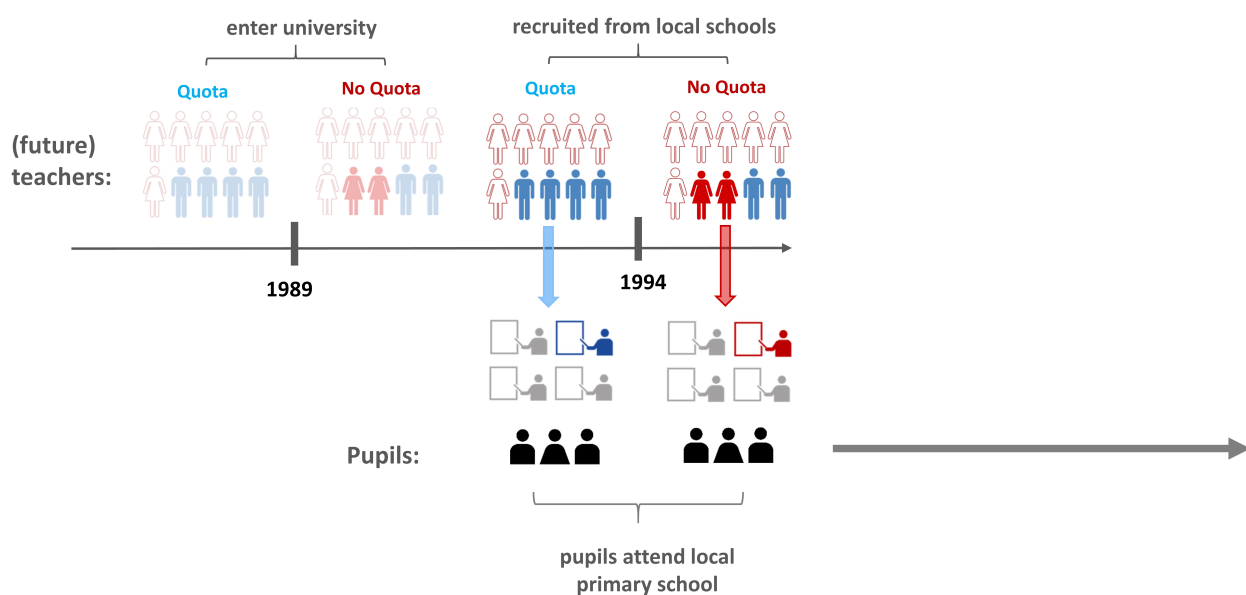 enter university
recruited from local schools
Quota
No Quota
Quota
No Quota
(future)
teachers:
1989
1994
Pupils:
pupils attend local
primary school